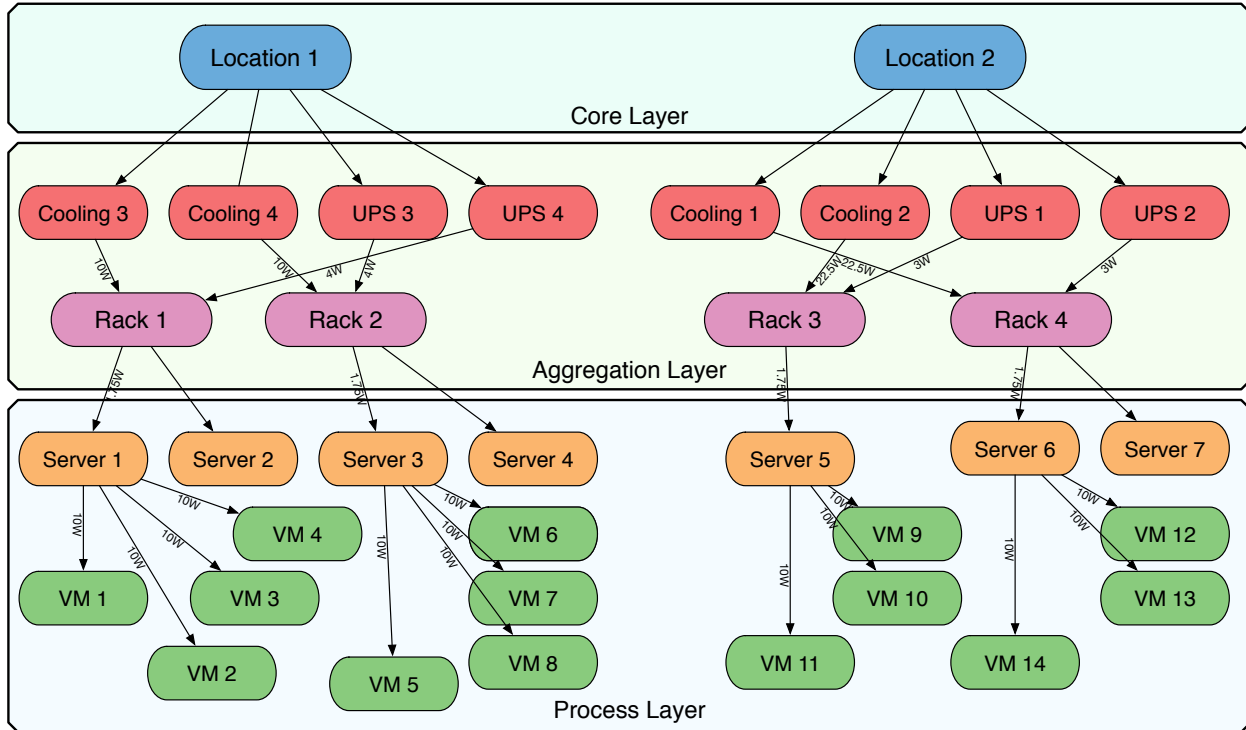 Location 1
Location 2
Core Layer
Cooling 3
Cooling 4
UPS 3
UPS 4
Cooling 1
Cooling 2
UPS 1
UPS 2
10W
10W
4W
4W
22.5W
22.5W
3W
3W
Rack 1
Rack 2
Rack 3
Rack 4
Aggregation Layer
1.75W
1.75W
1.75W
1.75W
Server 1
Server 2
Server 3
Server 4
Server 5
Server 6
Server 7
10W
10W
10W
10W
10W
10W
10W
10W
10W
10W
10W
10W
10W
10W
VM 4
VM 6
VM 9
VM 12
VM 1
VM 3
VM 7
VM 10
VM 13
VM 2
VM 5
VM 8
VM 11
VM 14
Process Layer